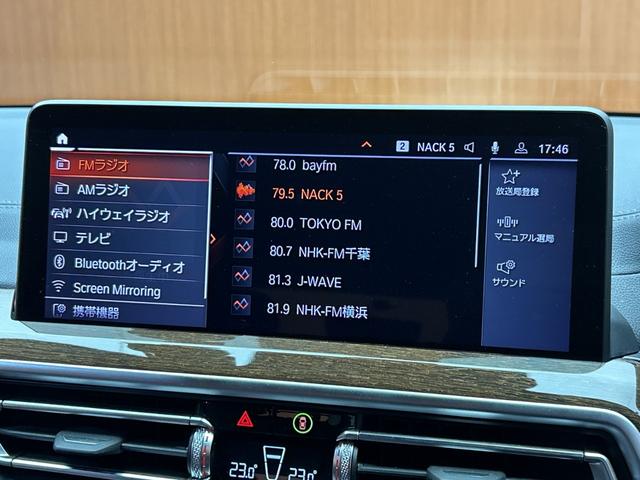 2 NACK 5 17:46
FMラジオ
AMラジオ
ハイウェイラジオ
テレビ
Bluetoothオーディオ
Screen Mirroring
携帯機器
78.0 bayfm
79.5 NACK 5
80.0 TOKYO FM
80.7 NHK-FM千葉
81.3 J-WAVE
81.9 NHK-FM横浜
放送局登録
マニュアル選局
サウンド
23.0° 23.0°